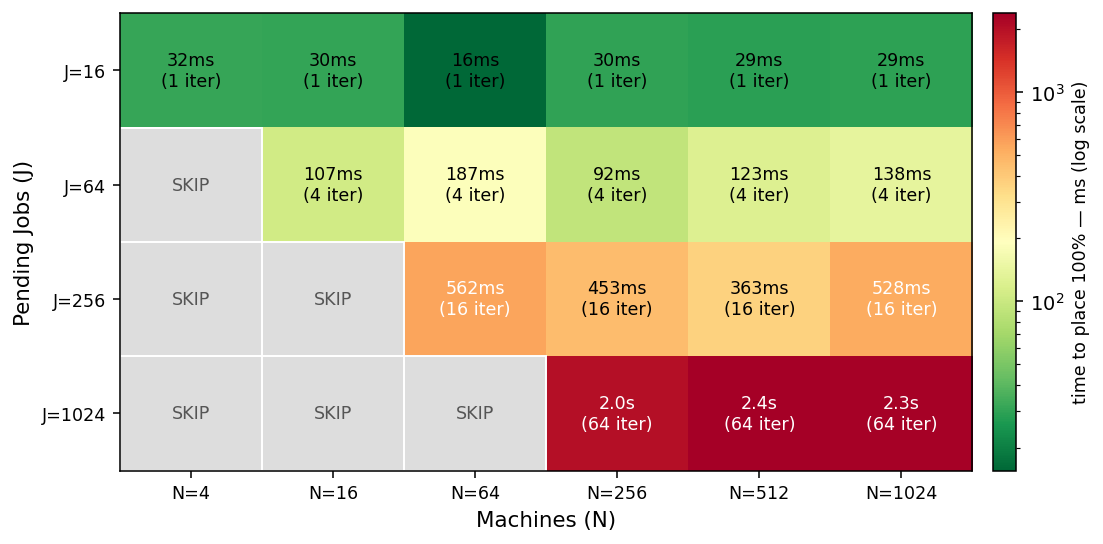 J=16
32ms
(1 iter)
30ms
(1 iter)
16ms
(1 iter)
30ms
(1 iter)
29ms
(1 iter)
29ms
(1 iter)
J=64
SKIP
107ms
(4 iter)
187ms
(4 iter)
92ms
(4 iter)
123ms
(4 iter)
138ms
(4 iter)
J=256
SKIP
SKIP
562ms
(16 iter)
453ms
(16 iter)
363ms
(16 iter)
528ms
(16 iter)
J=1024
SKIP
SKIP
SKIP
2.0s
(64 iter)
2.4s
(64 iter)
2.3s
(64 iter)
N=4
N=16
N=64
N=256
N=512
N=1024
Machines (N)
Pending Jobs (J)
10³
10²
time to place 100% — ms (log scale)